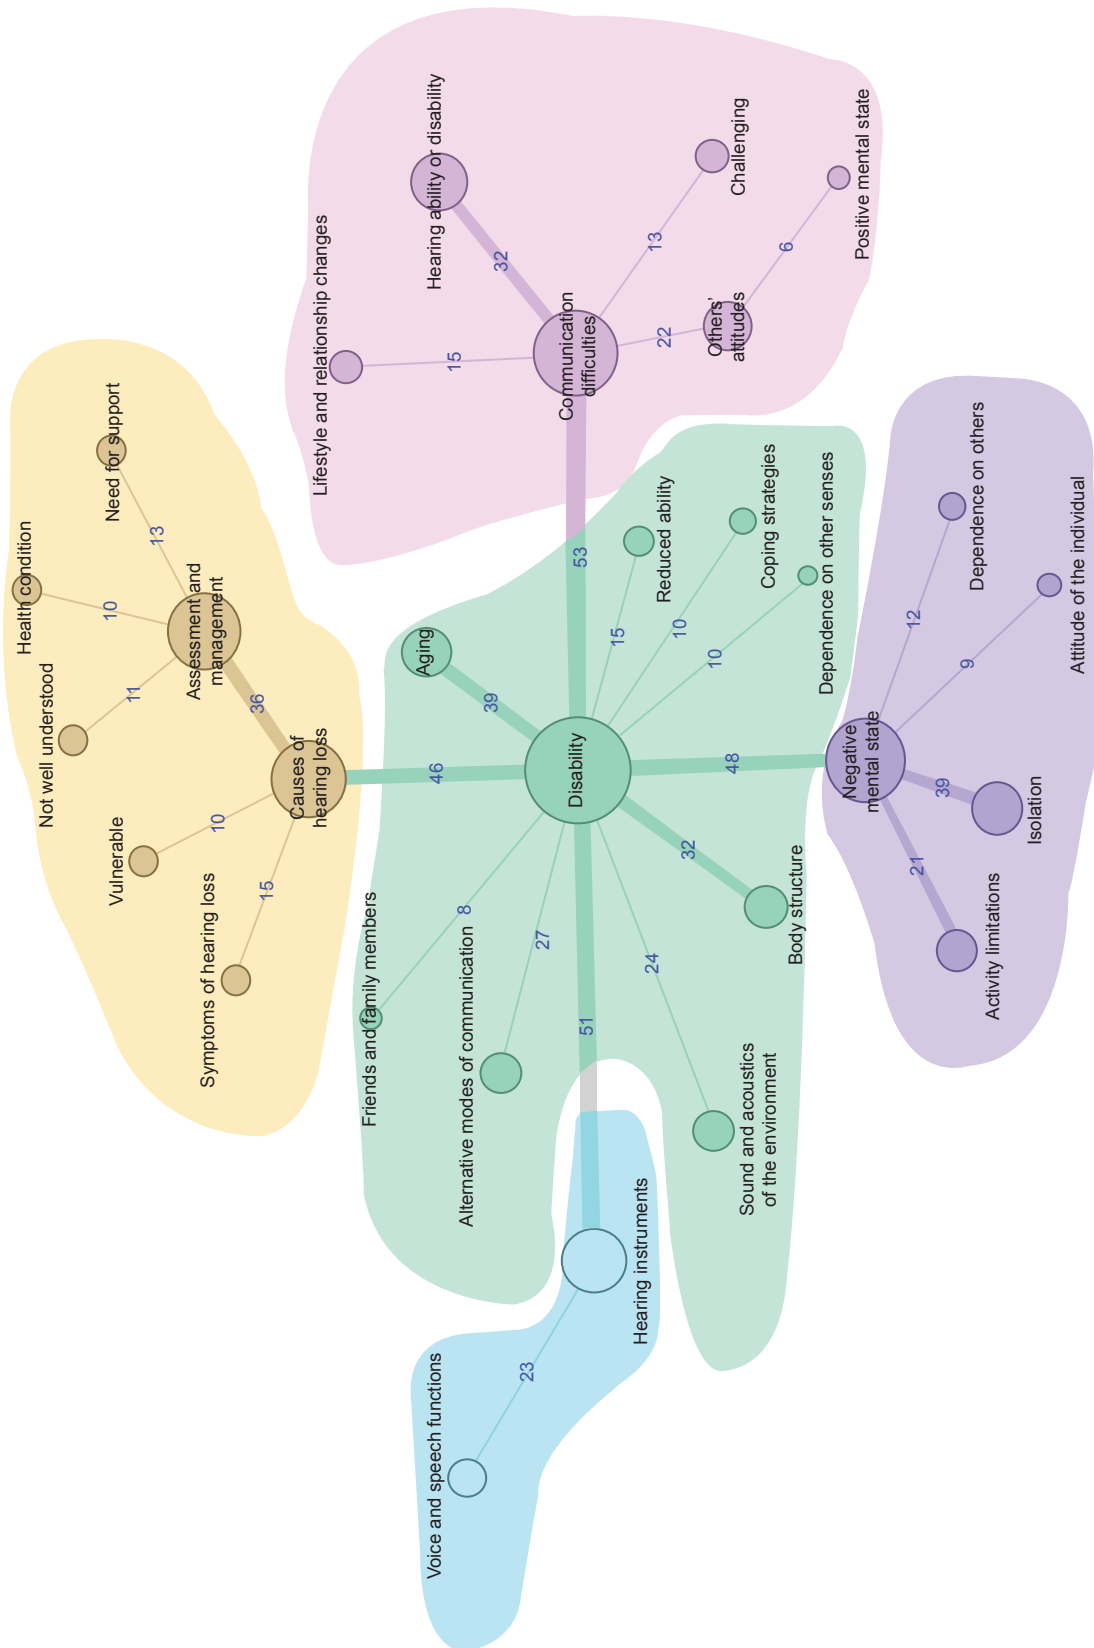 Voice and speech functions
23
Hearing instruments
51
Friends and family members
8
Alternative modes of communication
27
Sound and acoustics
of the environment
24
Body structure
32
Disability
Aging
39
Reduced ability
15
Coping strategies
10
Dependence on other senses
10
46
Symptoms of hearing loss
15
Vulnerable
10
Causes of
hearing loss
36
Not well understood
11
Health condition
10
Assessment and
management
Need for support
13
53
Lifestyle and relationship changes
15
Communication
difficulties
Hearing ability or disability
32
Challenging
13
Others'
attitudes
22
Positive mental state
6
48
Negative
mental state
Activity limitations
21
Isolation
39
Attitude of the individual
9
Dependence on others
12